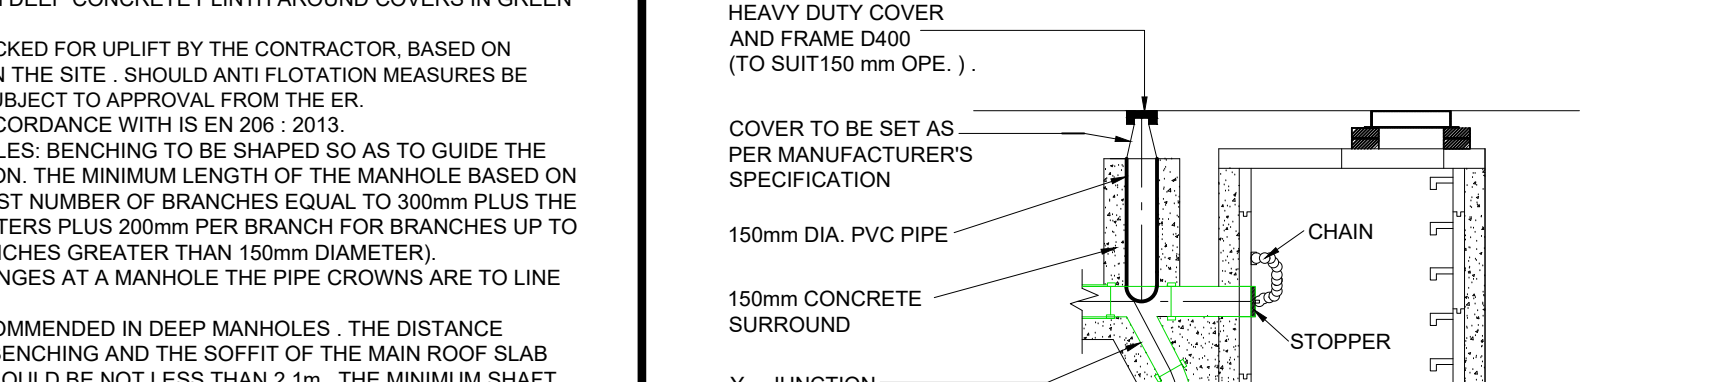 DEEP CONCRETE PLINTH AROUND COVERS IN GREEN
CKED FOR UPLIFT BY THE CONTRACTOR, BASED ON
N THE SITE . SHOULD ANTI FLOTATION MEASURES BE
UBJECT TO APPROVAL FROM THE ER.
CCORDANCE WITH IS EN 206 : 2013.
LES: BENCHING TO BE SHAPED SO AS TO GUIDE THE
ON. THE MINIMUM LENGTH OF THE MANHOLE BASED ON
ST NUMBER OF BRANCHES EQUAL TO 300mm PLUS THE
TERS PLUS 200mm PER BRANCH FOR BRANCHES UP TO
NCHES GREATER THAN 150mm DIAMETER).
NGES AT A MANHOLE THE PIPE CROWNS ARE TO LINE
OMMENDED IN DEEP MANHOLES . THE DISTANCE
BENCHING AND THE SOFFIT OF THE MAIN ROOF SLAB
OULD BE NOT LESS THAN 2.1m . THE MINIMUM SHAFT
HEAVY DUTY COVER
AND FRAME D400
(TO SUIT150 mm OPE. ) .
COVER TO BE SET AS
PER MANUFACTURER'S
SPECIFICATION
150mm DIA. PVC PIPE
150mm CONCRETE
SURROUND
Y - JUNCTION
CHAIN
STOPPER